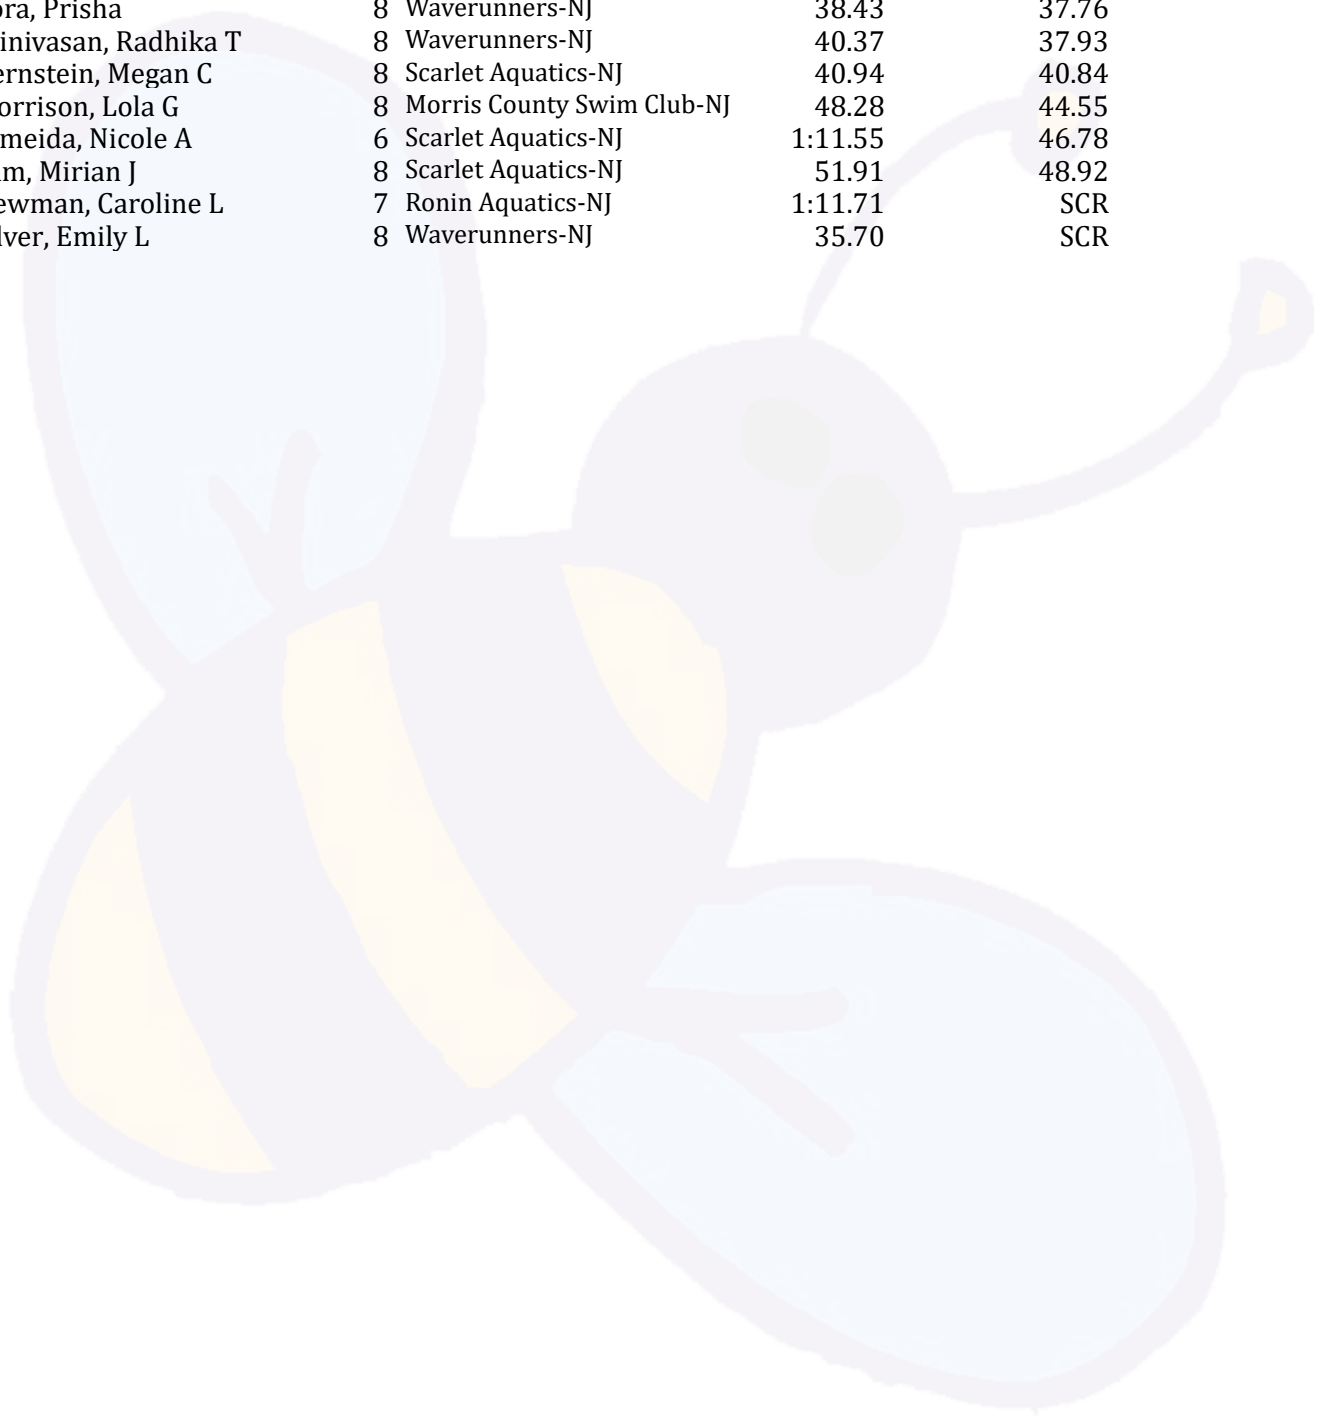 ora, Prisha 8 Waverunners-NJ 38.43 37.76
inivasan, Radhika T 8 Waverunners-NJ 40.37 37.93
ernstein, Megan C 8 Scarlet Aquatics-NJ 40.94 40.84
orrison, Lola G 8 Morris County Swim Club-NJ 48.28 44.55
meida, Nicole A 6 Scarlet Aquatics-NJ 1:11.55 46.78
m, Mirian J 8 Scarlet Aquatics-NJ 51.91 48.92
ewman, Caroline L 7 Ronin Aquatics-NJ 1:11.71 SCR
lver, Emily L 8 Waverunners-NJ 35.70 SCR